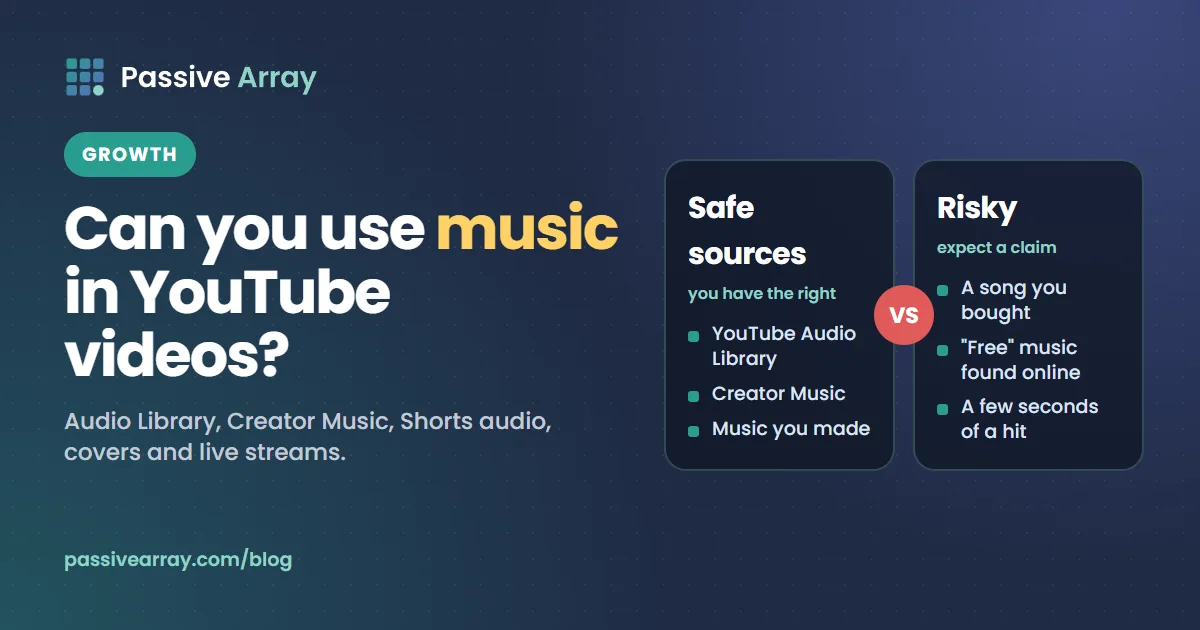 Passive Array
GROWTH
Can you use music
in YouTube
videos?
Audio Library, Creator Music, Shorts audio,
covers and live streams.
passivearray.com/blog
Safe
sources
you have the right
YouTube Audio
Library
Creator Music
Music you made
VS
Risky
expect a claim
A song you
bought
"Free" music
found online
A few seconds
of a hit